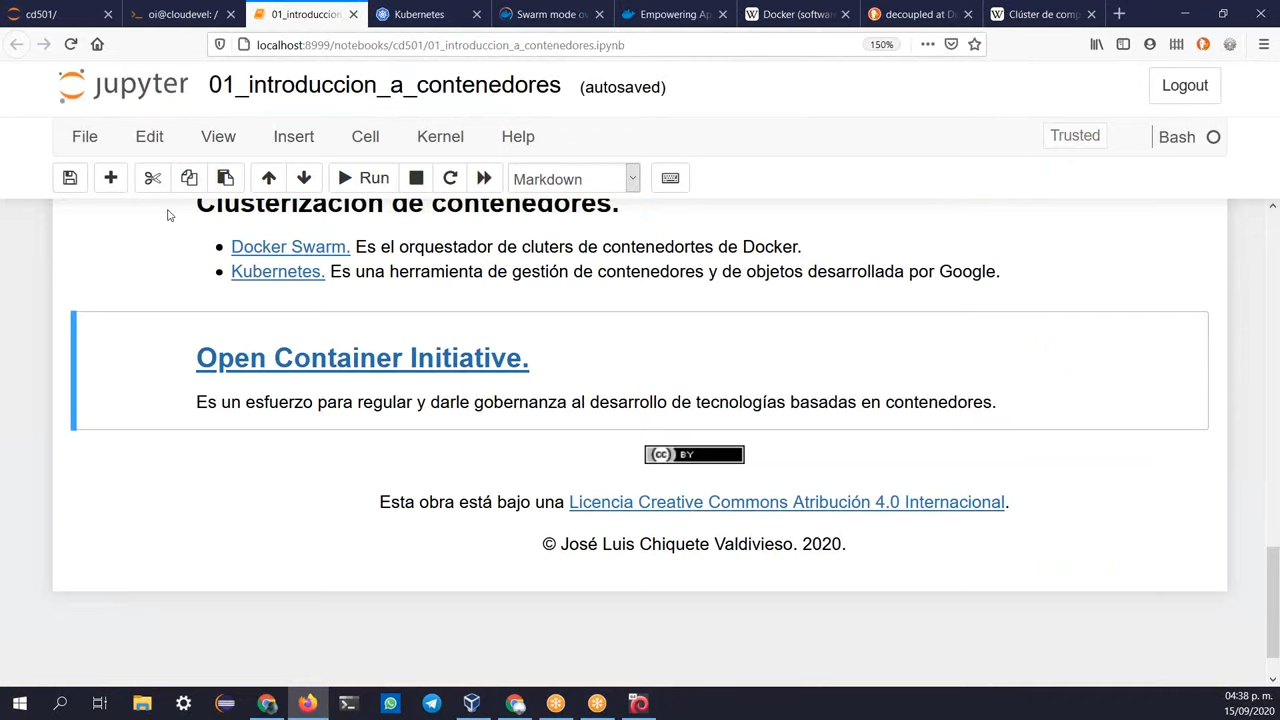 cd501/
oi@cloudevel: /
01_introduccion_
Kubernetes
Swarm mode ov
Empowering Ap
Docker (softwar
decoupled at De
Clúster de comp
localhost:8999/notebooks/cd501/01_introduccion_a_contenedores.ipynb
150%
jupyter
01_introduccion_a_contenedores
(autosaved)
Logout
File
Edit
View
Insert
Cell
Kernel
Help
Trusted
Bash
Run
Markdown
Clusterización de contenedores.
Docker Swarm. Es el orquestador de cluters de contenedortes de Docker.
Kubernetes. Es una herramienta de gestión de contenedores y de objetos desarrollada por Google.
Open Container Initiative.
Es un esfuerzo para regular y darle gobernanza al desarrollo de tecnologías basadas en contenedores.
(cc) BY
Esta obra está bajo una Licencia Creative Commons Atribución 4.0 Internacional.
© José Luis Chiquete Valdivieso. 2020.
04:38 p. m.
15/09/2020